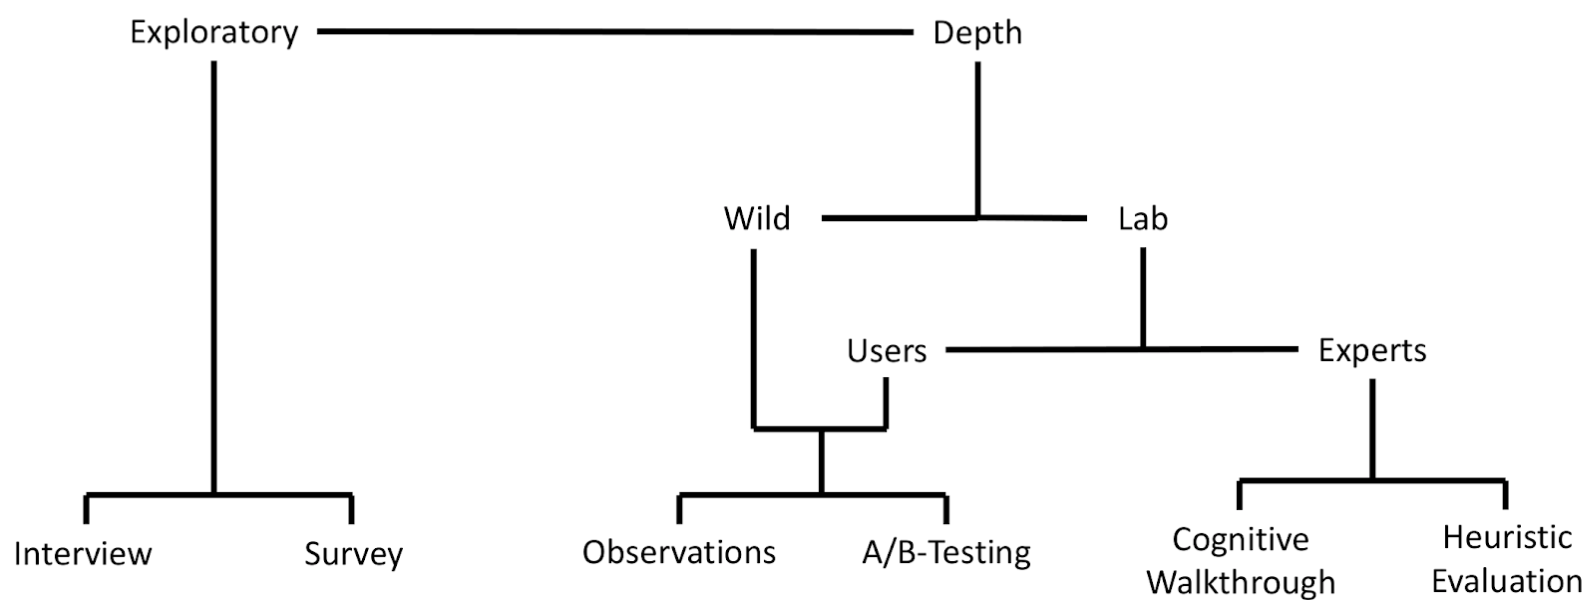 Exploratory
Depth
Wild
Lab
Users
Experts
Interview
Survey
Observations
A/B-Testing
Cognitive
Walkthrough
Heuristic
Evaluation